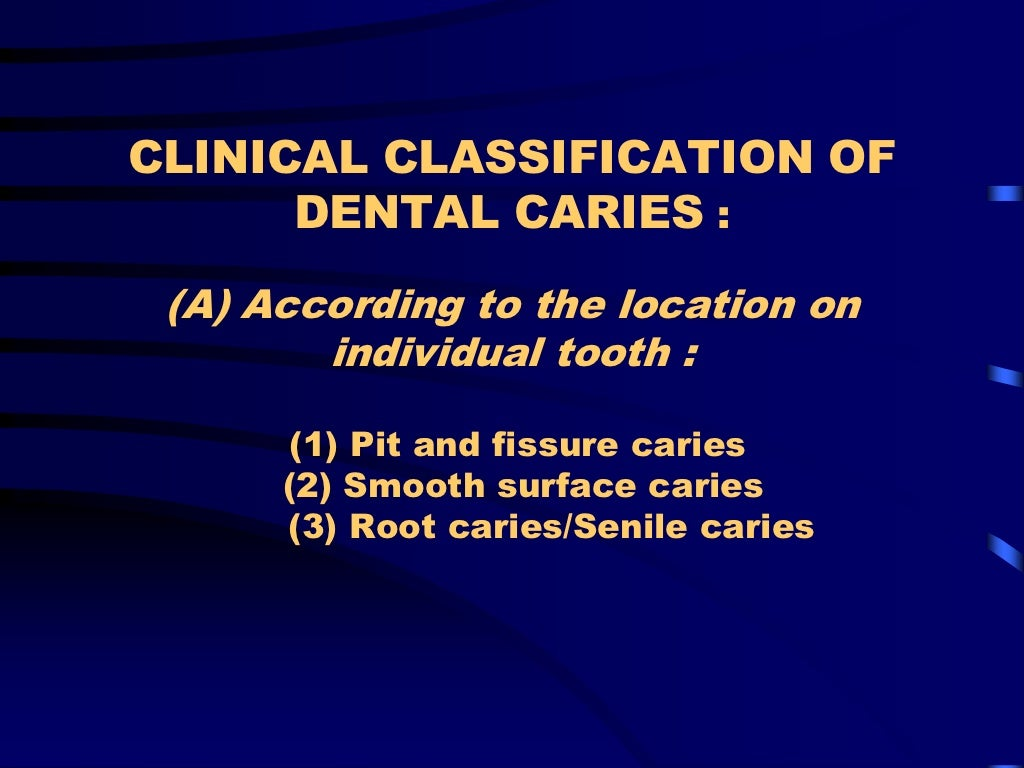 CLINICAL CLASSIFICATION OF
DENTAL CARIES :
(A) According to the location on
individual tooth :
(1) Pit and fissure caries
(2) Smooth surface caries
(3) Root caries/Senile caries